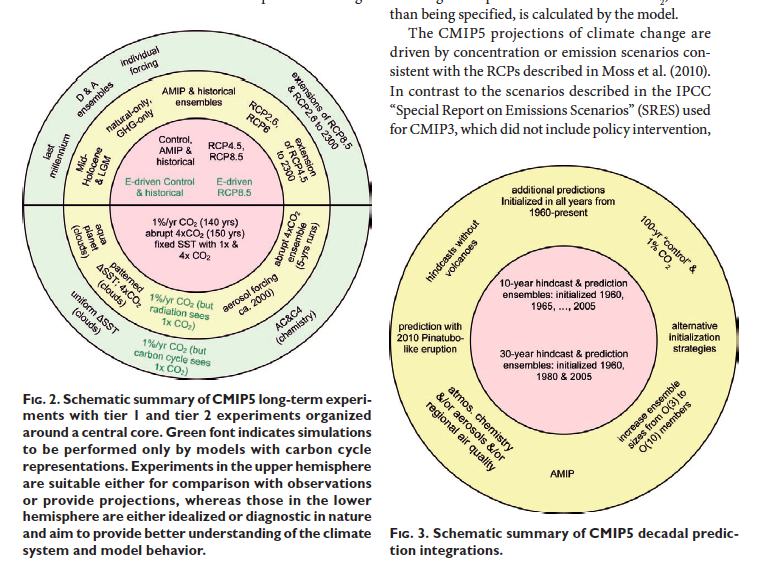 than being specified, is calculated by the model.
The CMIP5 projections of climate change are
driven by concentration or emission scenarios con-
sistent with the RCPs described in Moss et al. (2010).
In contrast to the scenarios described in the IPCC
“Special Report on Emissions Scenarios” (SRES) used
for CMIP3, which did not include policy intervention,
individual
forcing
D & A
ensembles
last
millennium
extensions of RCP8.5
& RCP2.6 to 2300
AMIP & historical
ensembles
natural-only,
GHG-only
Mid-
Holocene
& LGM
RCP2.6,
RCP6
extension
of RCP4.5
to 2300
Control,
AMIP &
historical
RCP4.5,
RCP8.5
E-driven Control
& historical
E-driven
RCP8.5
1%/yr CO₂ (140 yrs)
abrupt 4xCO₂ (150 yrs)
fixed SST with 1x &
4x CO₂
aqua
planet
(clouds)
patterned
ΔSST: 4xCO₂
(clouds)
uniform ΔSST
(clouds)
1%/yr CO₂ (but
radiation sees
1x CO₂)
aerosol forcing
ca. 2000)
abrupt 4xCO₂
ensemble
(5-yrs runs)
AC&C4
(chemistry)
1%/yr CO₂ (but
carbon cycle sees
1x CO₂)
FIG. 2. Schematic summary of CMIP5 long-term experi-
ments with tier 1 and tier 2 experiments organized
around a central core. Green font indicates simulations
to be performed only by models with carbon cycle
representations. Experiments in the upper hemisphere
are suitable either for comparison with observations
or provide projections, whereas those in the lower
hemisphere are either idealized or diagnostic in nature
and aim to provide better understanding of the climate
system and model behavior.
additional predictions
Initialized in all years from
1960-present
hindcasts without
volcanoes
100-yr "control" &
1% CO₂
10-year hindcast & prediction
ensembles: initialized 1960,
1965, ..., 2005
prediction with
2010 Pinatubo-
like eruption
alternative
initialization
strategies
30-year hindcast & prediction
ensembles: initialized 1960,
1980 & 2005
atmos. chemistry
&/or aerosols &/or
regional air quality
increase ensemble
sizes from O(3) to
O(10) members
AMIP
FIG. 3. Schematic summary of CMIP5 decadal predic-
tion integrations.